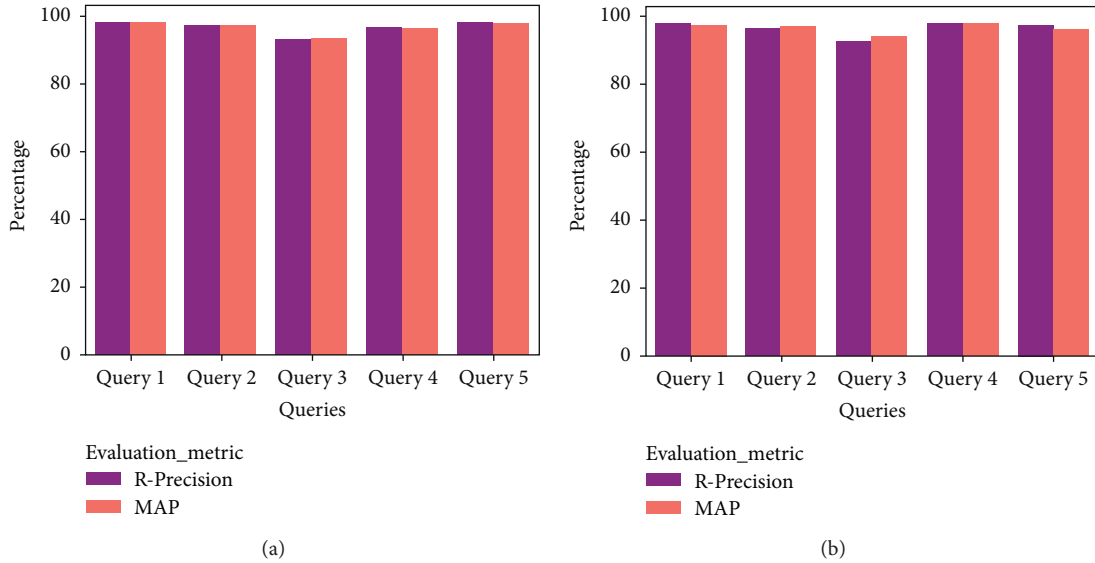 100
80
60
40
20
0
Percentage
Query 1 Query 2 Query 3 Query 4 Query 5
Queries
Evaluation_metric
R-Precision
MAP
(a)
100
80
60
40
20
0
Percentage
Query 1 Query 2 Query 3 Query 4 Query 5
Queries
Evaluation_metric
R-Precision
MAP
(b)